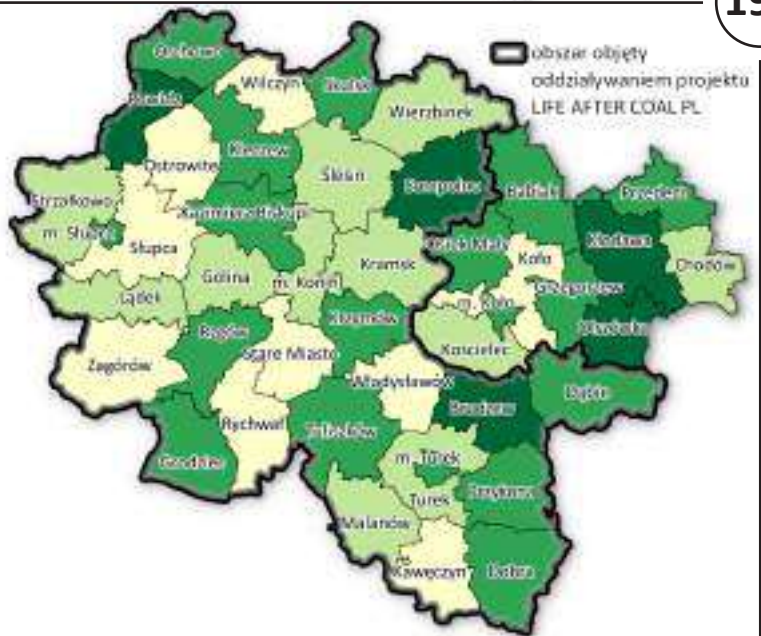 19
obszar objęty
oddziaływaniem projektu
LIFE AFTER COAL PL
Orchowo
Wilczyn
Skulsk
Wierzbinek
Powidz
Ostrowite
Kleczew
Ślesin
Sompolno
Babiak
Przedecz
Strzałkowo
Kazimierz Biskupi
m. Słupca
Słupca
Osiek Mały
Kłodawa
Koło
Chodów
Golina
m. Konin
Kramsk
Grzegorzew
Lądek
m. Koło
Krzymów
Olszówka
Rzgów
Kościelec
Zagórów
Stare Miasto
Władysławów
Dąbie
Brudzew
Rychwał
Tuliszków
Grodziec
m. Turek
Przykona
Turek
Malanów
Kawęczyn
Dobra